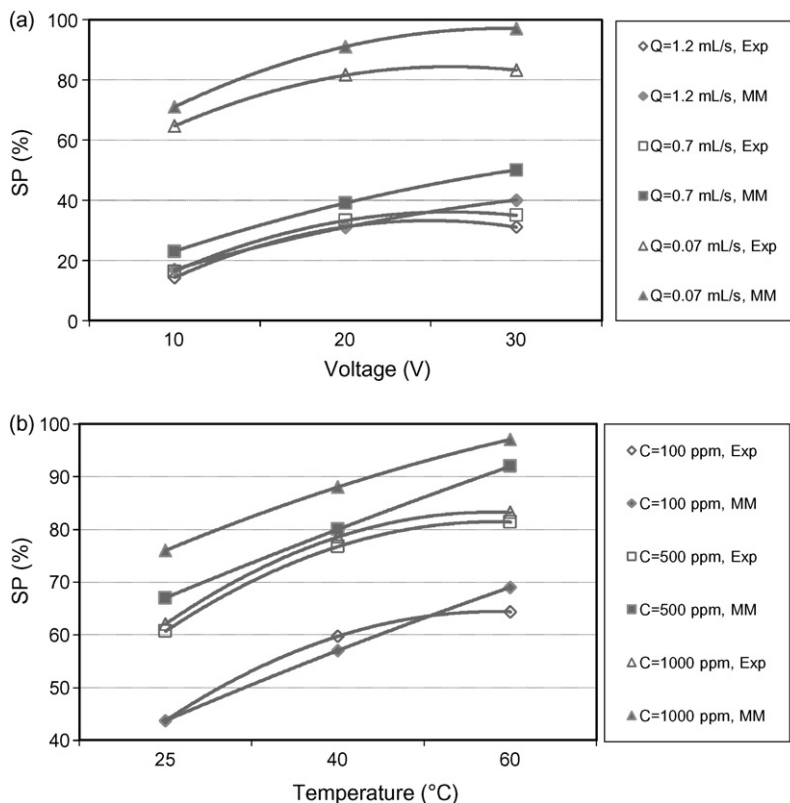 (a)
100
80
60
40
20
0
SP (%)
10 20 30
Voltage (V)
Q=1.2 mL/s, Exp
Q=1.2 mL/s, MM
Q=0.7 mL/s, Exp
Q=0.7 mL/s, MM
Q=0.07 mL/s, Exp
Q=0.07 mL/s, MM
(b)
100
90
80
70
60
50
40
SP (%)
25 40 60
Temperature (°C)
C=100 ppm, Exp
C=100 ppm, MM
C=500 ppm, Exp
C=500 ppm, MM
C=1000 ppm, Exp
C=1000 ppm, MM